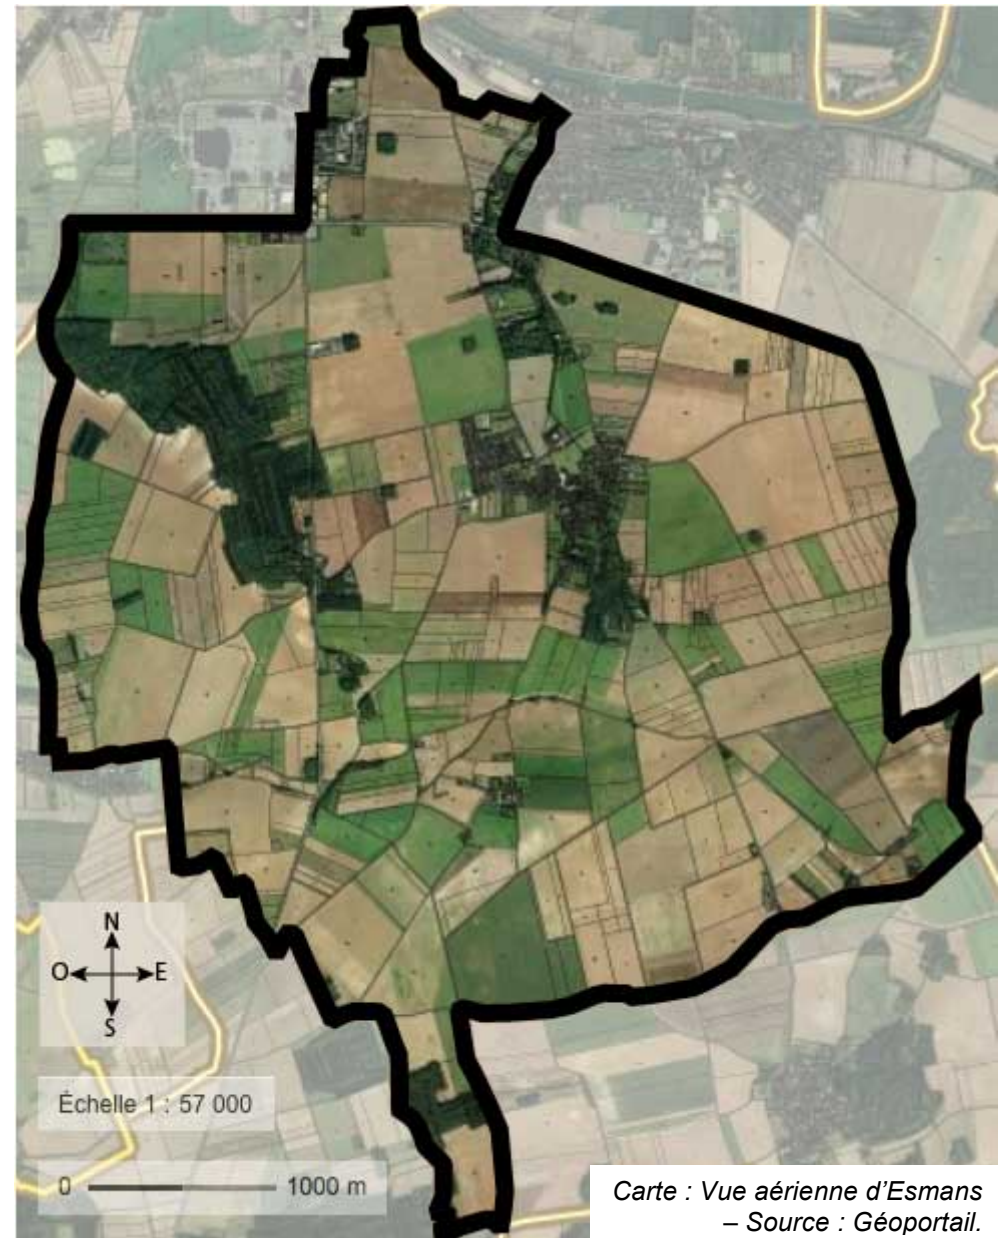 N
O E
S
Échelle 1 : 57 000
0 1000 m
Carte : Vue aérienne d’Esmans
– Source : Géoportail.